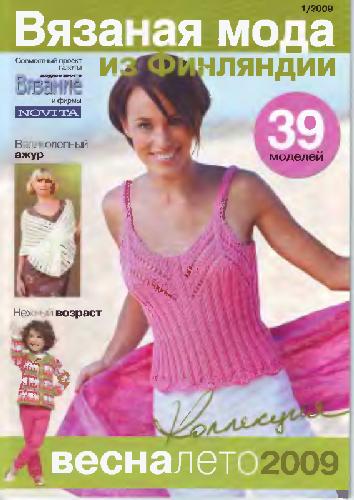 1/2009
Вязаная мода
из Финляндии
Совместный проект
газеты
Вязание
и фирмы
NOVITA
39
моделей
Великолепный
ажур
Нежный возраст
Коллекция
весналето2009